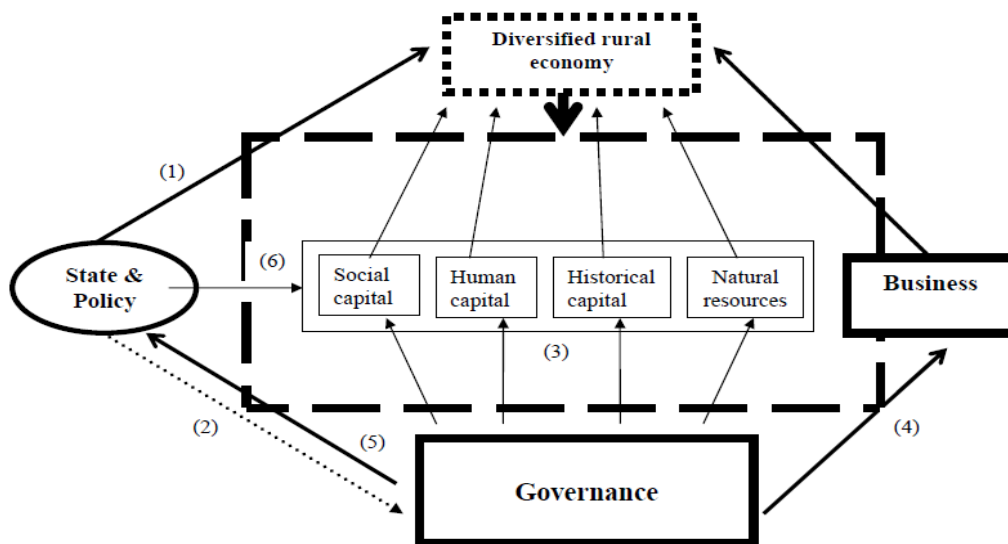 Diversified rural
economy
(1)
(6)
State &
Policy
Social
capital
Human
capital
Historical
capital
Natural
resources
Business
(3)
(2)
(5)
(4)
Governance